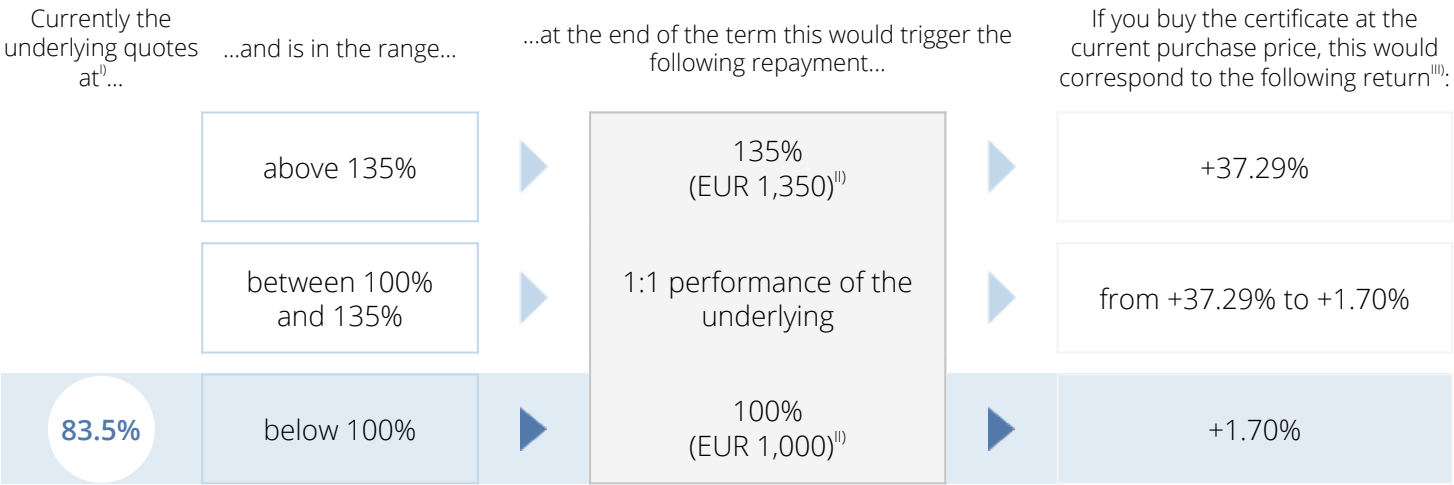 Currently the
underlying quotes
atᴵ⁾...
...and is in the range...
...at the end of the term this would trigger the
following repayment...
If you buy the certificate at the
current purchase price, this would
correspond to the following returnᴵᴵᴵ⁾:
above 135%
135%
(EUR 1,350)ᴵᴵ⁾
+37.29%
between 100%
and 135%
1:1 performance of the
underlying
from +37.29% to +1.70%
83.5%
below 100%
100%
(EUR 1,000)ᴵᴵ⁾
+1.70%